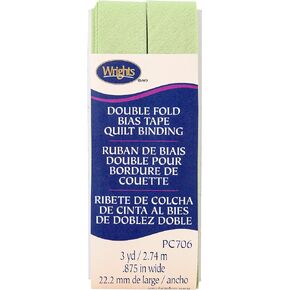 Wrights
DOUBLE FOLD
BIAS TAPE
QUILT BINDING
RUBAN DE BIAIS
DOUBLE POUR
BORDURE DE
COUETTE
RIBETE DE COLCHA
DE CINTA AL BIES
DE DOBLEZ DOBLE
PC706
3 yd / 2.74 m
.875 in wide
22.2 mm de large / ancho